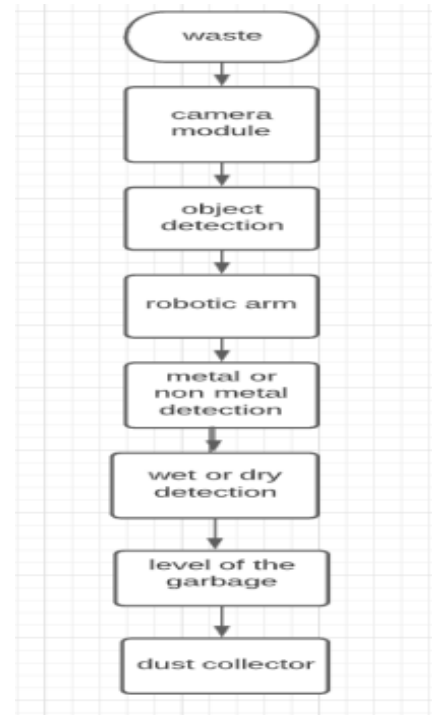 waste
camera
module
object
detection
robotic arm
metal or
non metal
detection
wet or dry
detection
level of the
garbage
dust collector